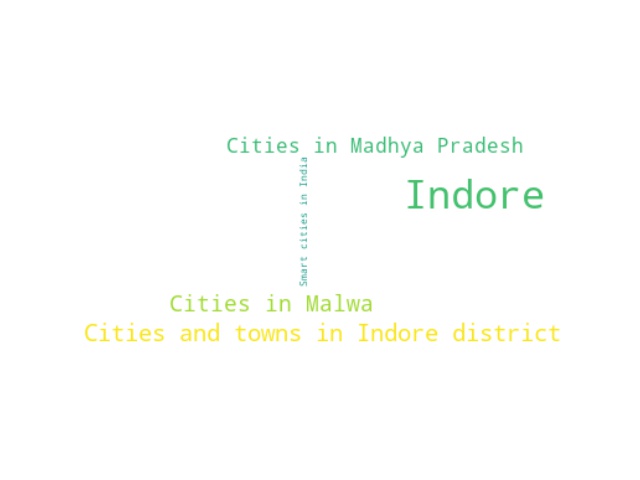 Cities in Madhya Pradesh
Smart cities in India
Indore
Cities in Malwa
Cities and towns in Indore district